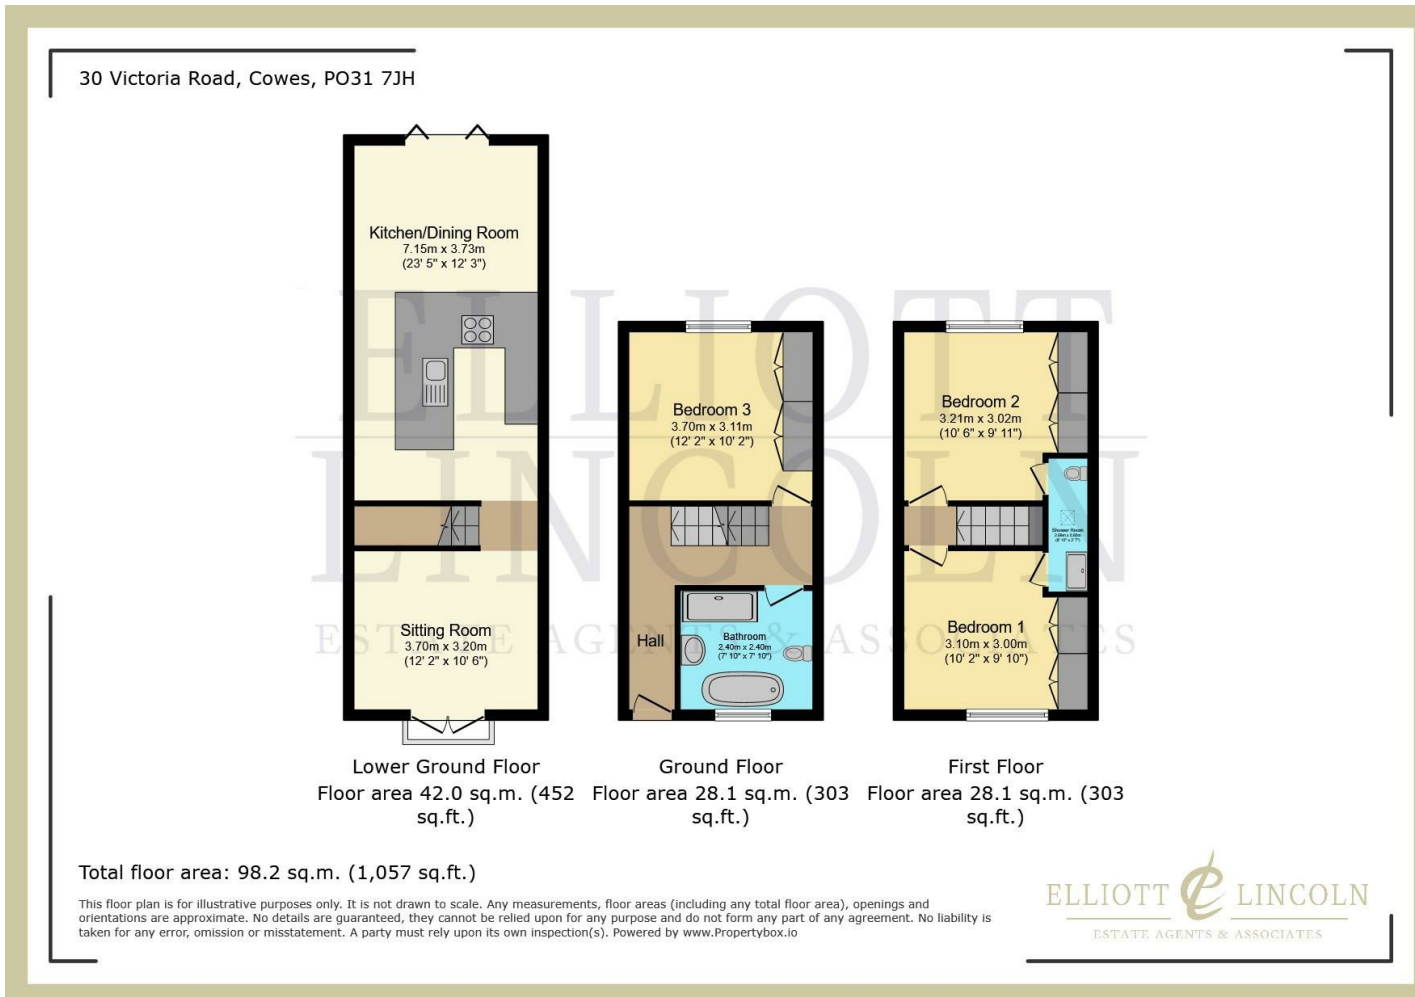 30 Victoria Road, Cowes, PO31 7JH
Kitchen/Dining Room
7.15m x 3.73m
(23' 5" x 12' 3")
Sitting Room
3.70m x 3.20m
(12' 2" x 10' 6")
Bedroom 3
3.70m x 3.11m
(12' 2" x 10' 2")
Hall
Bathroom
2.40m x 2.40m
(7' 10" x 7' 10")
Bedroom 2
3.21m x 3.02m
(10' 6" x 9' 11")
Shower Room
Bedroom 1
3.10m x 3.00m
(10' 2" x 9' 10")
ELLIOTT
LINCOLN
ESTATE AGENTS & ASSOCIATES
Lower Ground Floor
Floor area 42.0 sq.m. (452
sq.ft.)
Ground Floor
Floor area 28.1 sq.m. (303
sq.ft.)
First Floor
Floor area 28.1 sq.m. (303
sq.ft.)
Total floor area: 98.2 sq.m. (1,057 sq.ft.)
This floor plan is for illustrative purposes only. It is not drawn to scale. Any measurements, floor areas (including any total floor area), openings and
orientations are approximate. No details are guaranteed, they cannot be relied upon for any purpose and do not form any part of any agreement. No liability is
taken for any error, omission or misstatement. A party must rely upon its own inspection(s). Powered by www.Propertybox.io
ELLIOTT LINCOLN
ESTATE AGENTS & ASSOCIATES